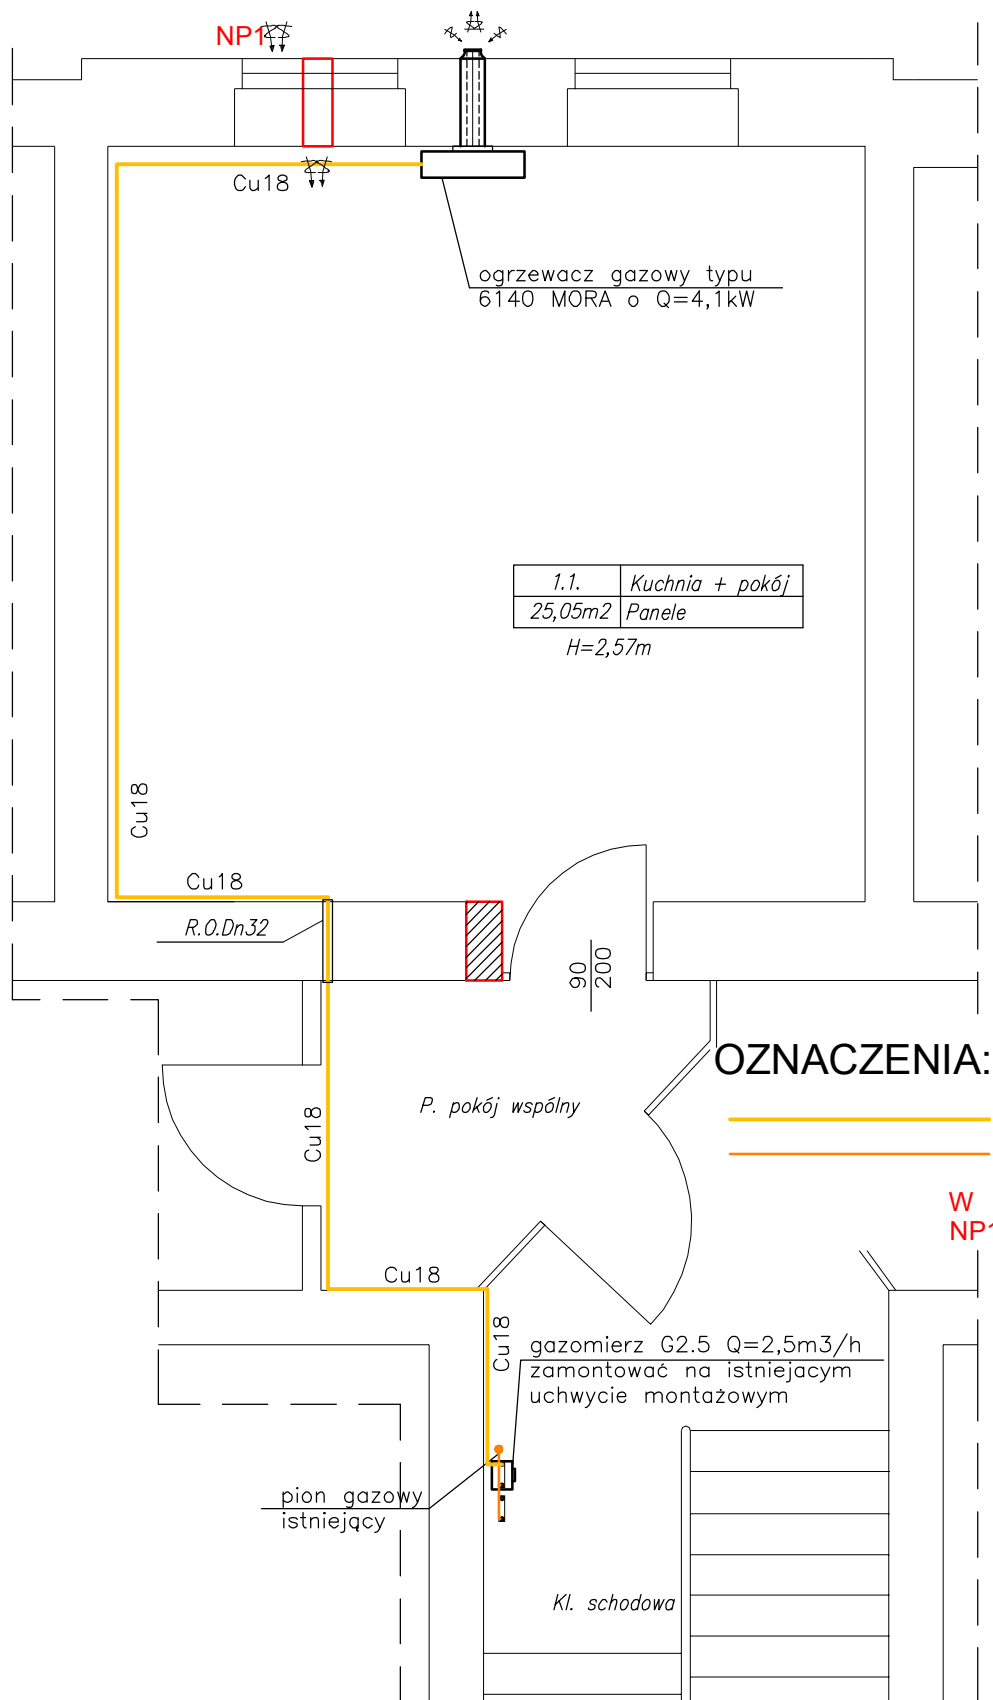 NP1
Cu18
ogrzewacz gazowy typu
6140 MORA o Q=4,1kW
1.1. Kuchnia + pokój
25,05m2 Panele
H=2,57m
Cu18
Cu18
R.O.Dn32
90
200
OZNACZENIA:
P. pokój wspólny
Cu18
W
NP1
Cu18
Cu18
gazomierz G2.5 Q=2,5m3/h
zamontować na istniejacym
uchwycie montażowym
pion gazowy
istniejący
Kl. schodowa